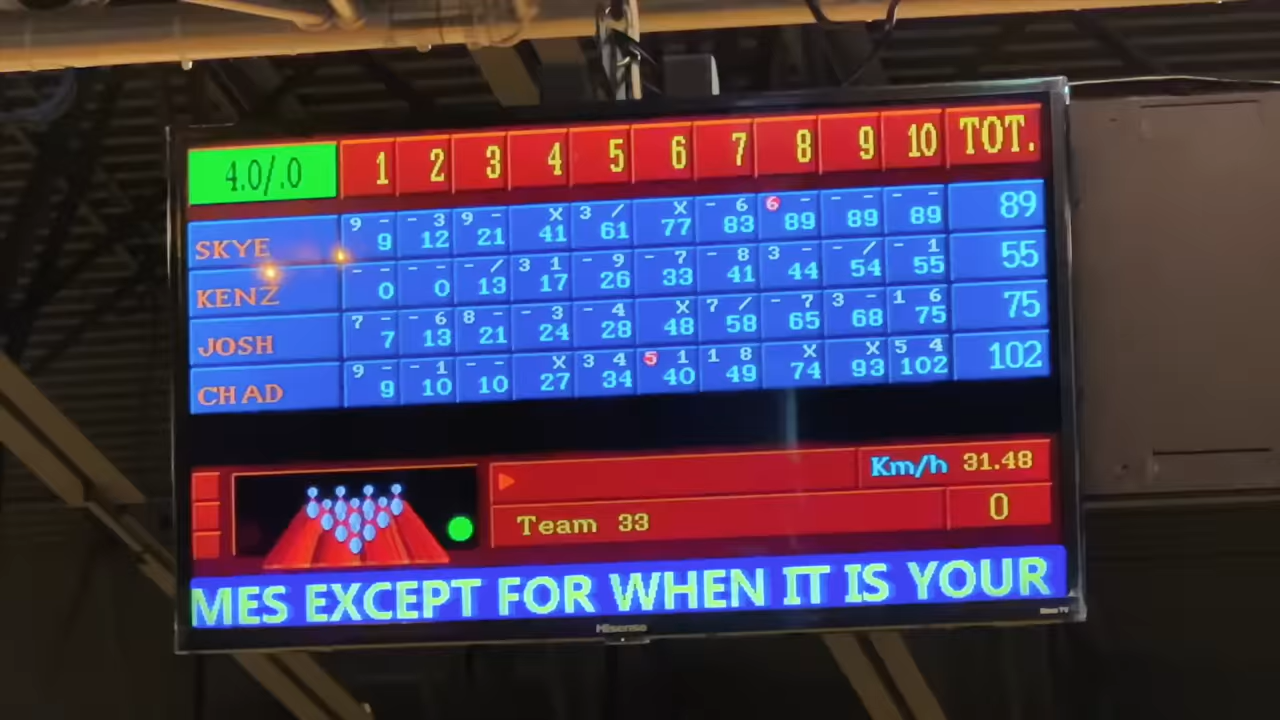 4.0/.0 1 2 3 4 5 6 7 8 9 10 TOT.
9 - - 3 9 - X 3 / X - 6 6 - - - - -
SKYE 9 12 21 41 61 77 83 89 89 89 89
- - - - - / 3 1 - 9 - 7 - 8 3 - - / - 1
KENZ 0 0 13 17 26 33 41 44 54 55 55
7 - - 6 8 - - 3 - 4 X 7 / - 7 3 - 1 6
JOSH 7 13 21 24 28 48 58 65 68 75 75
9 - - 1 - - X 3 4 5 1 1 8 X X 5 4
CHAD 9 10 10 27 34 40 49 74 93 102 102
Km/h 31.48
Team 33 0
MES EXCEPT FOR WHEN IT IS YOUR
Hisense
Roku TV